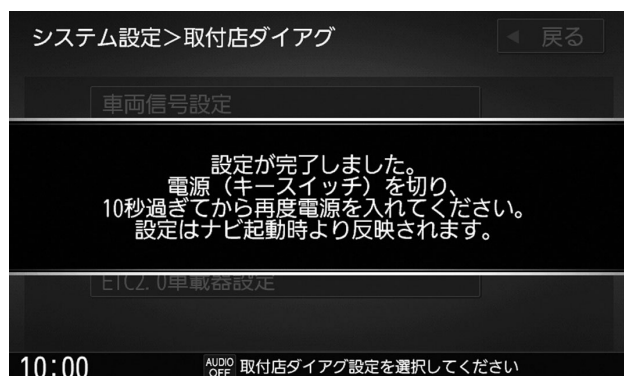 システム設定＞取付店ダイアグ
◀ 戻る
車両信号設定
設定が完了しました。
電源（キースイッチ）を切り、
10秒過ぎてから再度電源を入れてください。
設定はナビ起動時より反映されます。
ETC2.0車載器設定
10:00
AUDIO OFF 取付店ダイアグ設定を選択してください